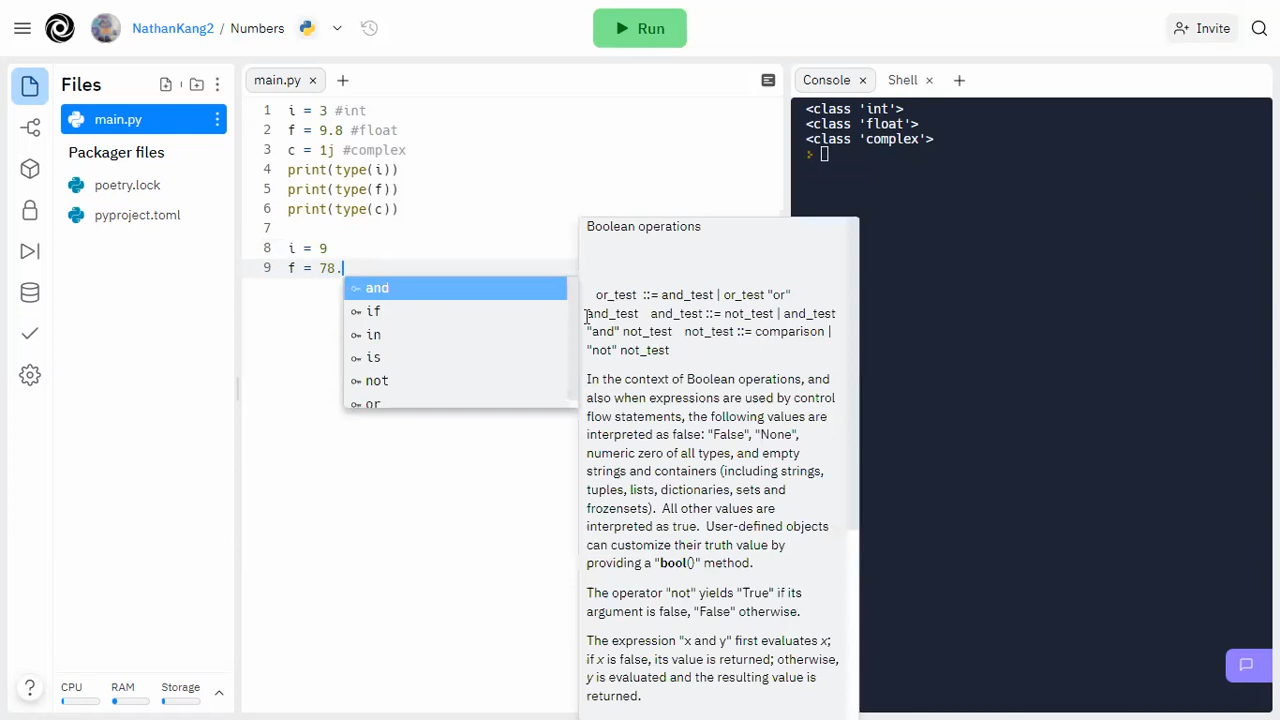 NathanKang2 / Numbers
Run
Invite
Files
main.py
Packager files
poetry.lock
pyproject.toml
CPU
RAM
Storage
main.py
1 i = 3 #int
2 f = 9.8 #float
3 c = 1j #complex
4 print(type(i))
5 print(type(f))
6 print(type(c))
7
8 i = 9
9 f = 78.
and
if
in
is
not
or
Boolean operations
or_test ::= and_test | or_test "or"
and_test and_test ::= not_test | and_test
"and" not_test not_test ::= comparison |
"not" not_test
In the context of Boolean operations, and
also when expressions are used by control
flow statements, the following values are
interpreted as false: "False", "None",
numeric zero of all types, and empty
strings and containers (including strings,
tuples, lists, dictionaries, sets and
frozensets). All other values are
interpreted as true. User-defined objects
can customize their truth value by
providing a "bool()" method.
The operator "not" yields "True" if its
argument is false, "False" otherwise.
The expression "x and y" first evaluates x;
if x is false, its value is returned; otherwise,
y is evaluated and the resulting value is
returned.
Console
Shell
<class 'int'>
<class 'float'>
<class 'complex'>